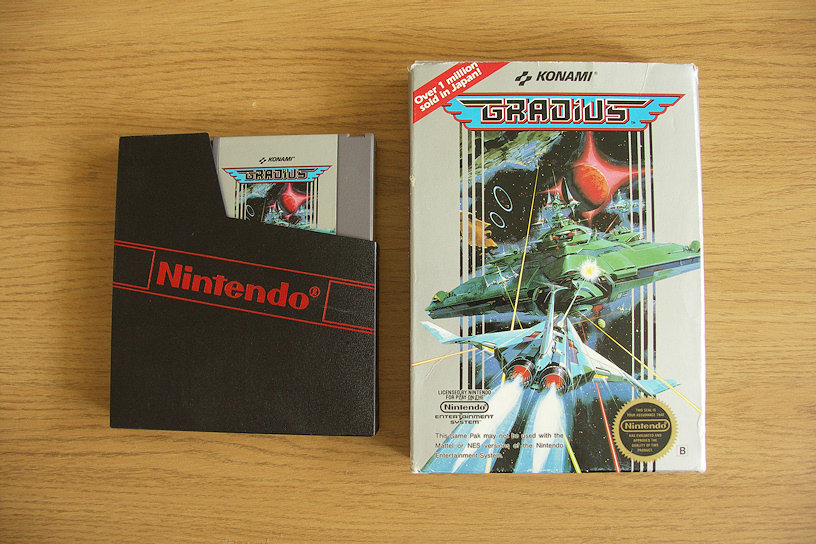 KONAMI
GRADIUS
Nintendo®
Over 1 million
sold in Japan!
KONAMI®
GRADIUS
LICENSED BY NINTENDO
FOR PLAY ON THE
Nintendo®
ENTERTAINMENT
SYSTEM™
This Game Pak may not be used with the
Mattel or NES versions of the Nintendo
Entertainment System.
THIS SEAL IS
YOUR ASSURANCE THAT
Nintendo
HAS EVALUATED AND
APPROVED THE
QUALITY OF THIS
PRODUCT.
B